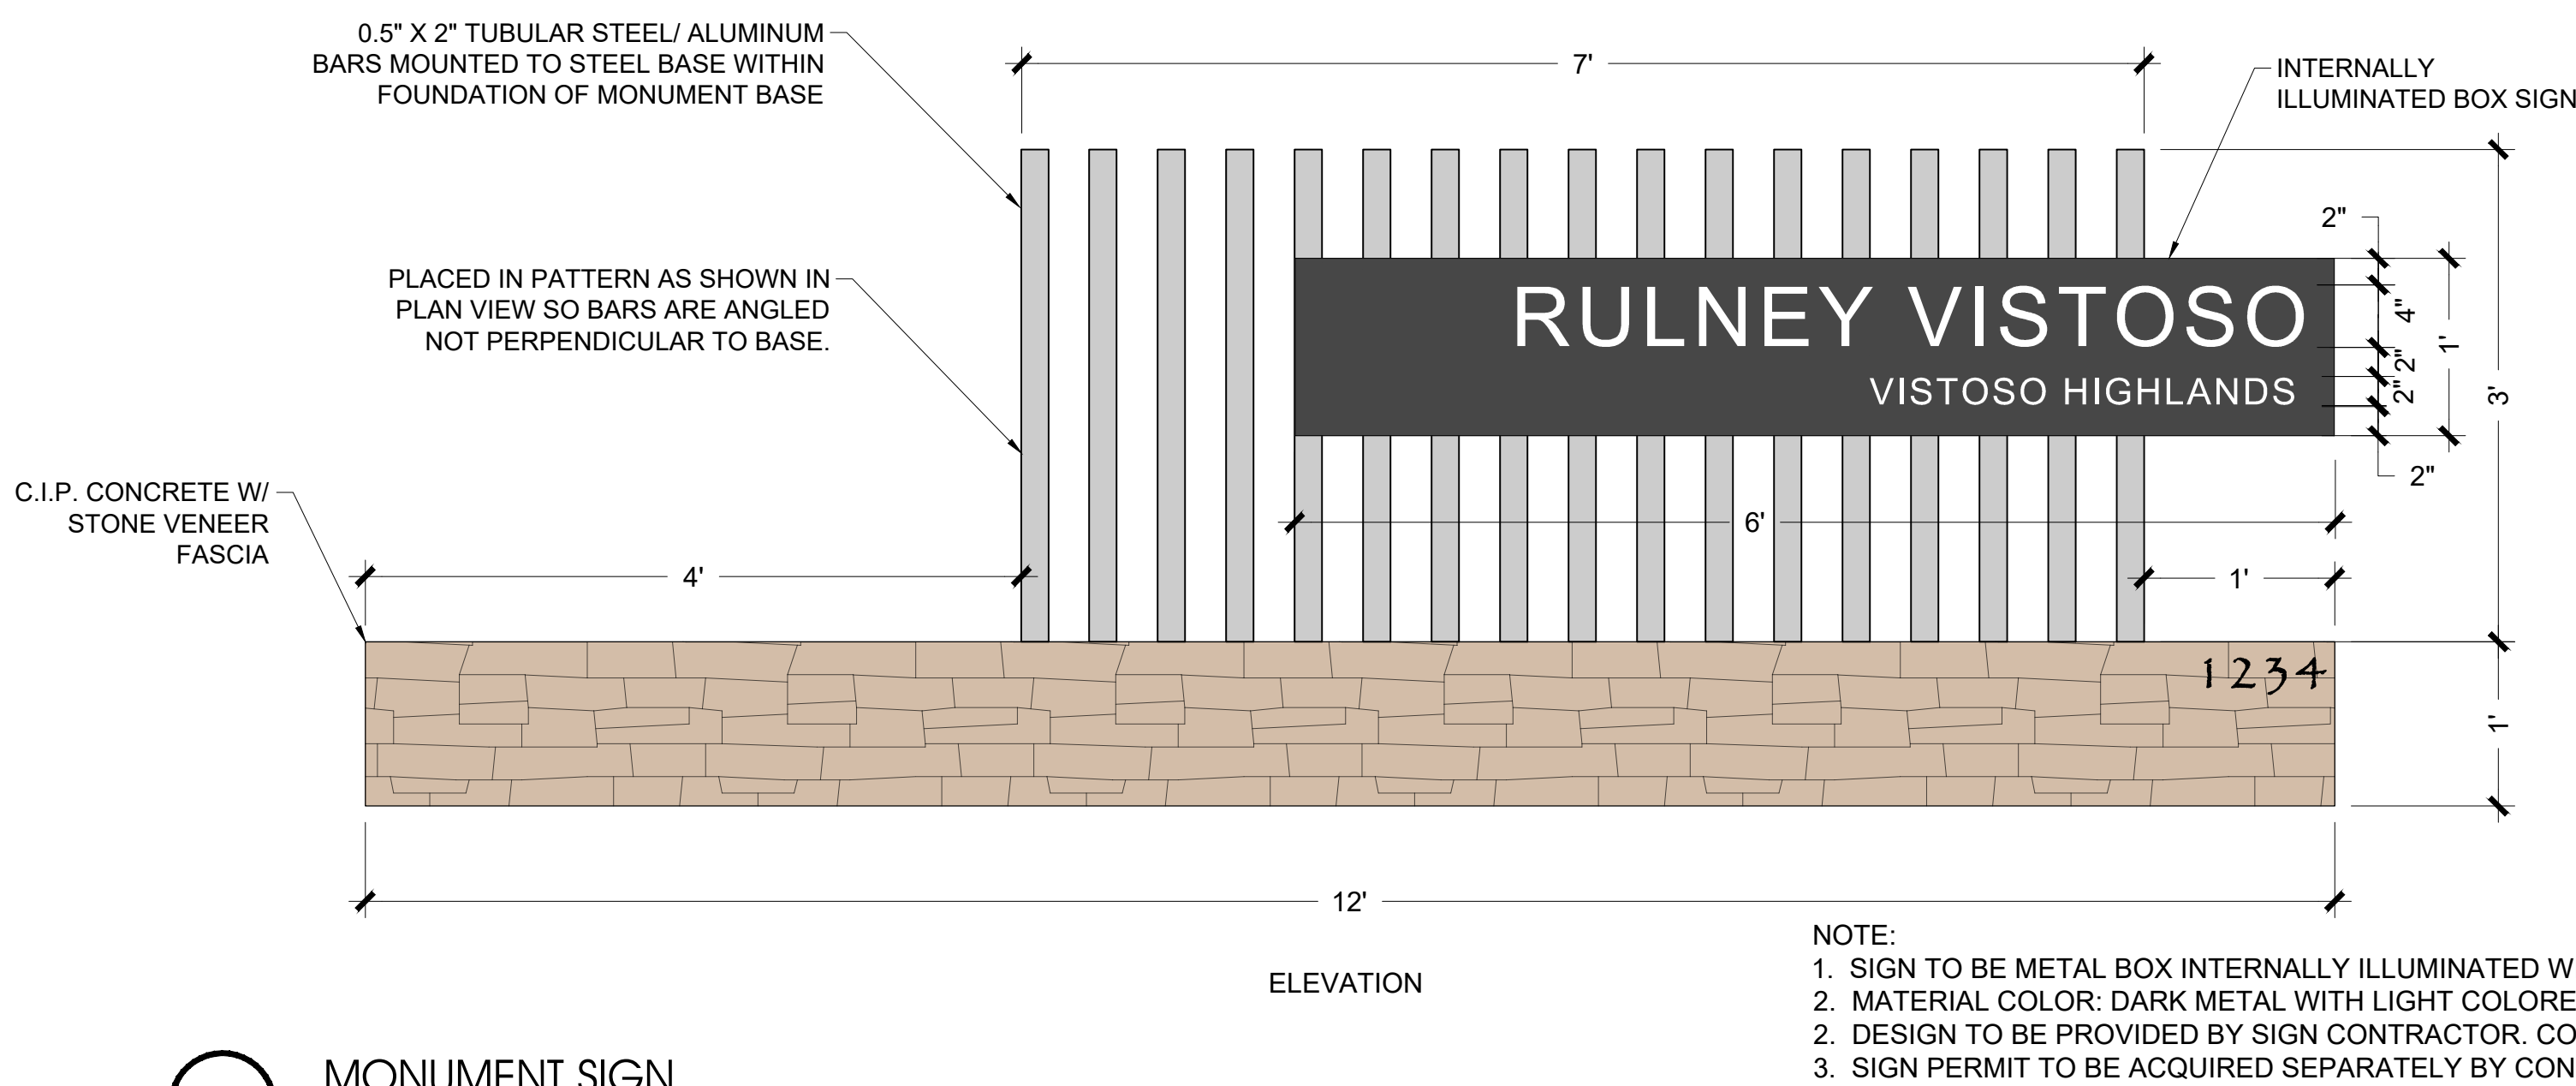 0.5" X 2" TUBULAR STEEL/ ALUMINUM
BARS MOUNTED TO STEEL BASE WITHIN
FOUNDATION OF MONUMENT BASE
7'
INTERNALLY
ILLUMINATED BOX SIGN
PLACED IN PATTERN AS SHOWN IN
PLAN VIEW SO BARS ARE ANGLED
NOT PERPENDICULAR TO BASE.
2"
4"
2"
2"
1'
3'
2"
RULNEY VISTOSO
VISTOSO HIGHLANDS
C.I.P. CONCRETE W/
STONE VENEER
FASCIA
6'
4'
1'
1234
1'
12'
ELEVATION
NOTE:
1. SIGN TO BE METAL BOX INTERNALLY ILLUMINATED W
2. MATERIAL COLOR: DARK METAL WITH LIGHT COLORE
2. DESIGN TO BE PROVIDED BY SIGN CONTRACTOR. CO
3. SIGN PERMIT TO BE ACQUIRED SEPARATELY BY CON
MONUMENT SIGN